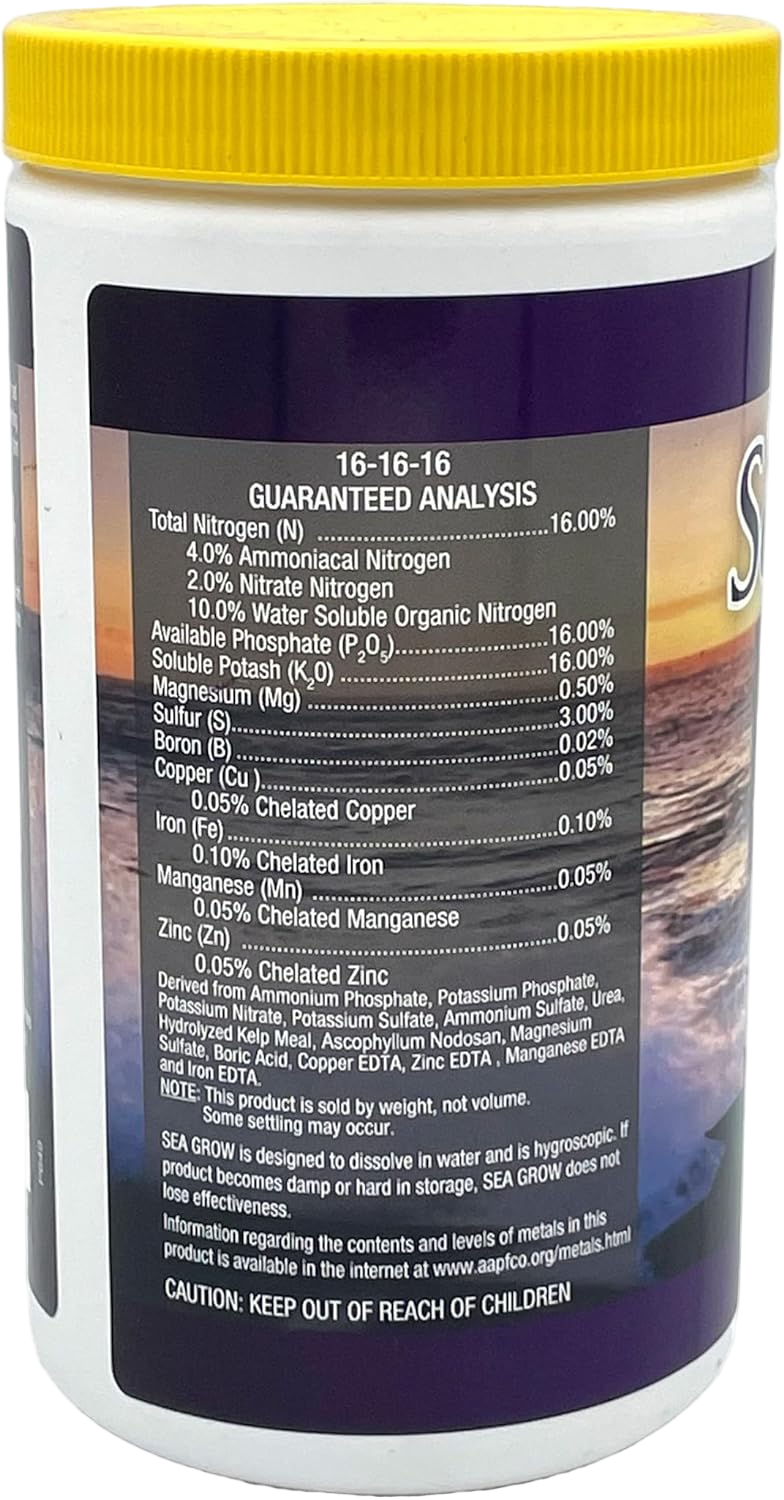 16-16-16
GUARANTEED ANALYSIS
Total Nitrogen (N) ........................................16.00%
4.0% Ammoniacal Nitrogen
2.0% Nitrate Nitrogen
10.0% Water Soluble Organic Nitrogen
Available Phosphate (P2O5)..........................16.00%
Soluble Potash (K2O) ....................................16.00%
Magnesium (Mg) ...........................................0.50%
Sulfur (S).......................................................3.00%
Boron (B) .......................................................0.02%
Copper (Cu )..................................................0.05%
0.05% Chelated Copper
Iron (Fe) .........................................................0.10%
0.10% Chelated Iron
Manganese (Mn) ...........................................0.05%
0.05% Chelated Manganese
Zinc (Zn) ........................................................0.05%
0.05% Chelated Zinc
Derived from Ammonium Phosphate, Potassium Phosphate,
Potassium Nitrate, Potassium Sulfate, Ammonium Sulfate, Urea,
Hydrolyzed Kelp Meal, Ascophyllum Nodosan, Magnesium
Sulfate, Boric Acid, Copper EDTA, Zinc EDTA , Manganese EDTA
and Iron EDTA.
NOTE: This product is sold by weight, not volume.
Some settling may occur.
SEA GROW is designed to dissolve in water and is hygroscopic. If
product becomes damp or hard in storage, SEA GROW does not
lose effectiveness.
Information regarding the contents and levels of metals in this
product is available in the internet at www.aapfco.org/metals.html
CAUTION: KEEP OUT OF REACH OF CHILDREN